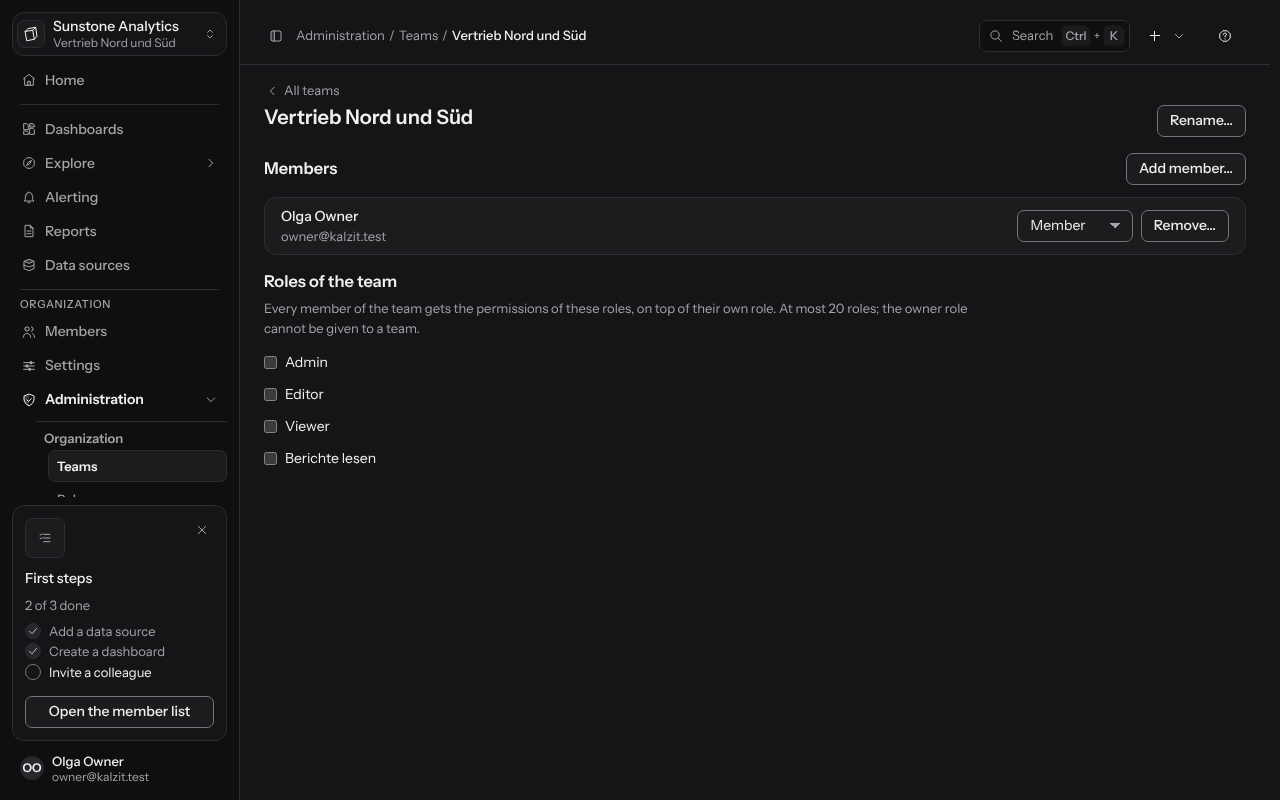 Sunstone Analytics
Vertrieb Nord und Süd
Home
Dashboards
Explore
Alerting
Reports
Data sources
ORGANIZATION
Members
Settings
Administration
Organization
Teams
First steps
2 of 3 done
Add a data source
Create a dashboard
Invite a colleague
Open the member list
OO
Olga Owner
owner@kalzit.test
Administration / Teams / Vertrieb Nord und Süd
Search Ctrl + K
All teams
Vertrieb Nord und Süd
Rename...
Members
Add member...
Olga Owner
owner@kalzit.test
Member
Remove...
Roles of the team
Every member of the team gets the permissions of these roles, on top of their own role. At most 20 roles; the owner role
cannot be given to a team.
Admin
Editor
Viewer
Berichte lesen